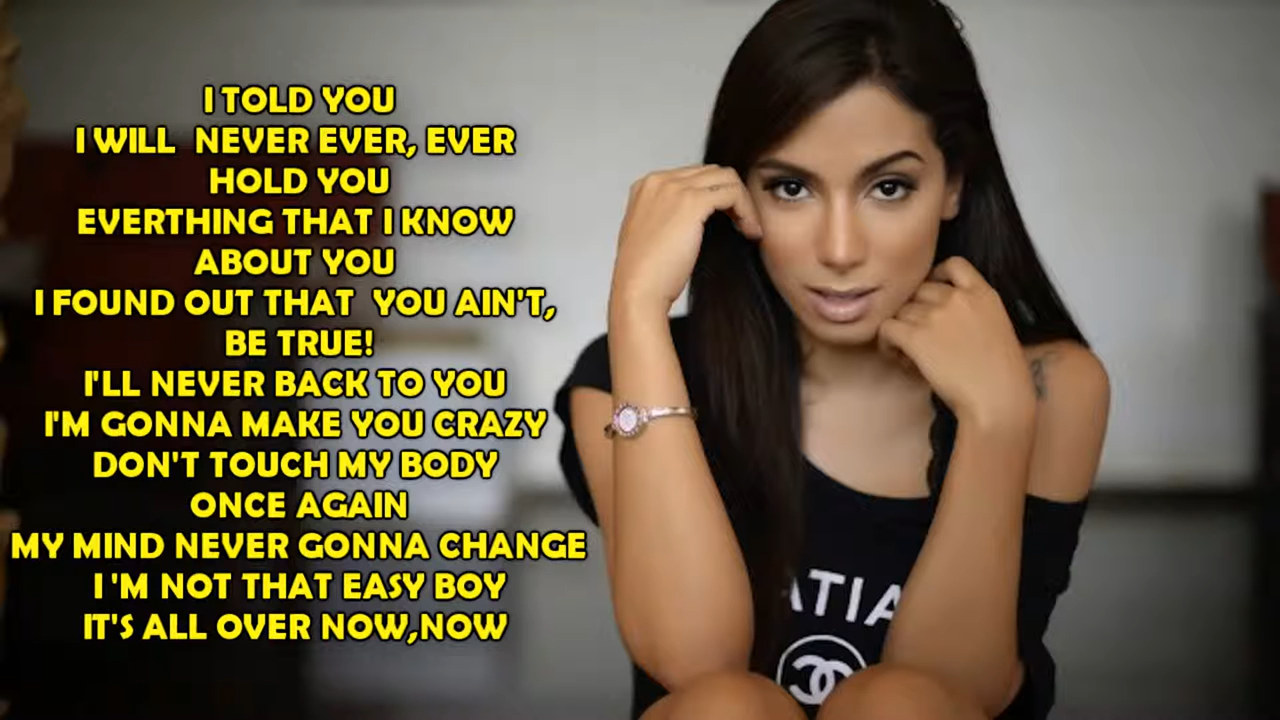 I TOLD YOU
I WILL NEVER EVER, EVER
HOLD YOU
EVERTHING THAT I KNOW
ABOUT YOU
I FOUND OUT THAT YOU AIN'T,
BE TRUE!
I'LL NEVER BACK TO YOU
I'M GONNA MAKE YOU CRAZY
DON'T TOUCH MY BODY
ONCE AGAIN
MY MIND NEVER GONNA CHANGE
I 'M NOT THAT EASY BOY
IT'S ALL OVER NOW,NOW